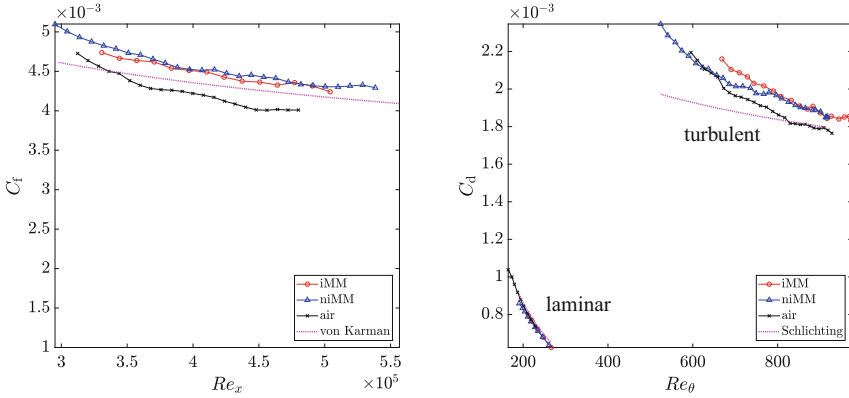 ×10⁻³
5
4.5
4
3.5
3
2.5
2
1.5
1
C_f
3
3.5
4
4.5
5
5.5
Re_x
×10⁵
iMM
niMM
air
von Karman
×10⁻³
2.2
2
1.8
1.6
1.4
1.2
1
0.8
C_d
turbulent
laminar
200
400
600
800
Re_θ
iMM
niMM
air
Schlichting